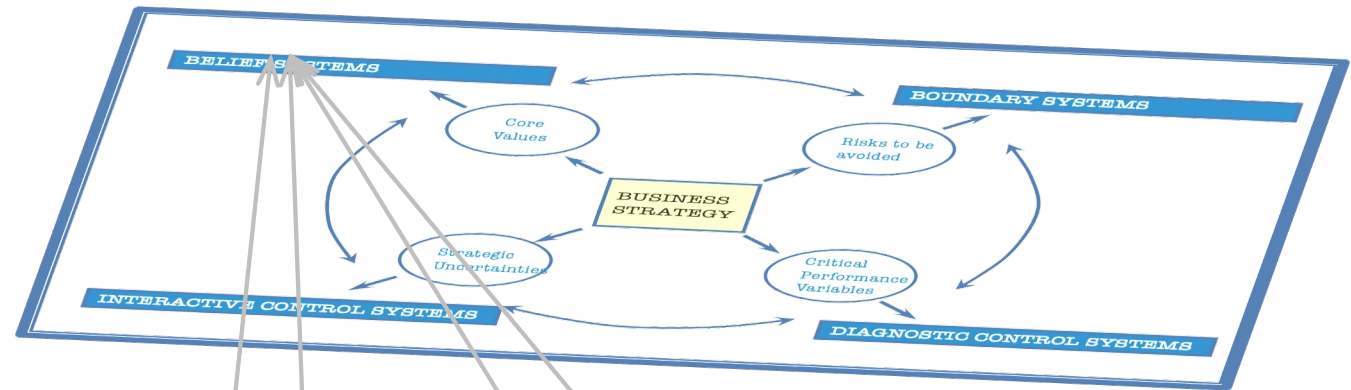 BELIEF SYSTEMS
BOUNDARY SYSTEMS
Core
Values
Risks to be
avoided
BUSINESS
STRATEGY
Strategic
Uncertainties
Critical
Performance
Variables
INTERACTIVE CONTROL SYSTEMS
DIAGNOSTIC CONTROL SYSTEMS